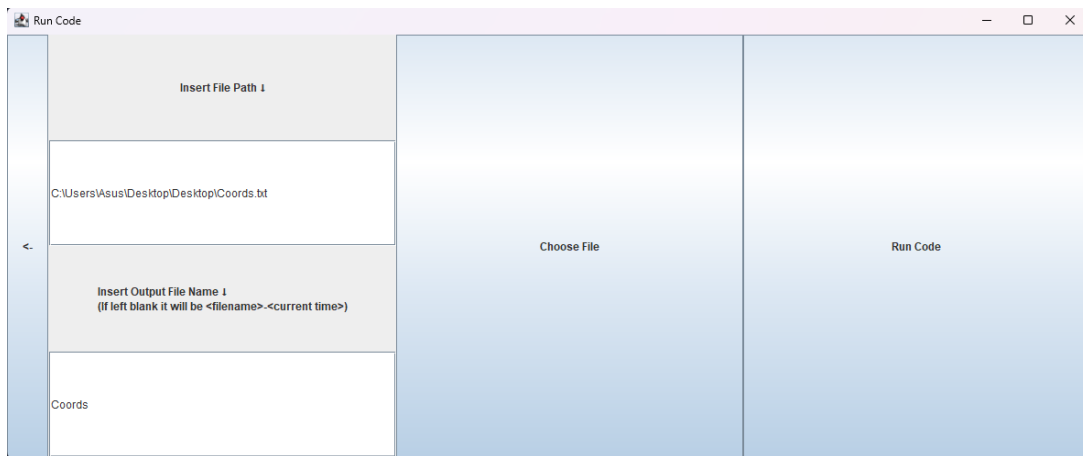 Run Code
Insert File Path ↓
C:\Users\Asus\Desktop\Desktop\Coords.txt
<-
Choose File
Run Code
Insert Output File Name ↓
(If left blank it will be <filename>-<current time>)
Coords